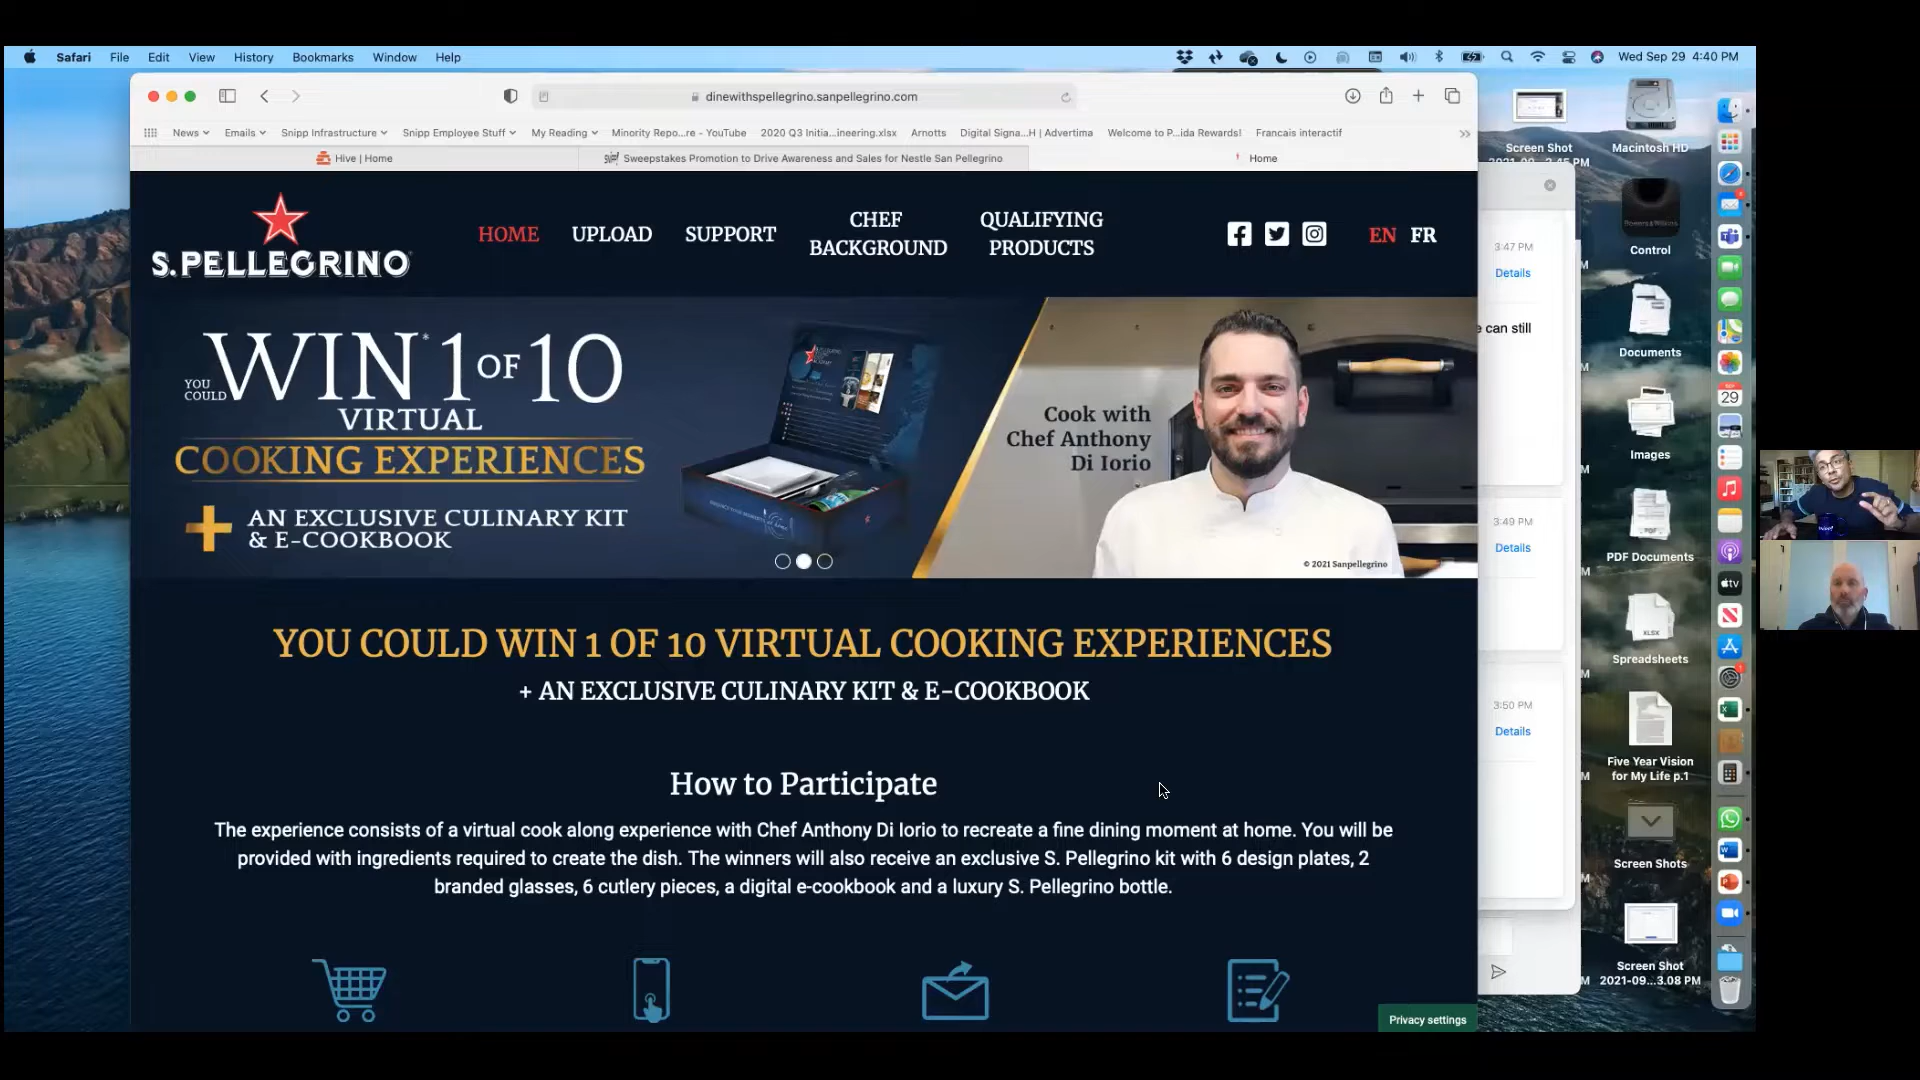 Safari File Edit View History Bookmarks Window Help
Wed Sep 29 4:40 PM
dinewithspellegrino.sanpellegrino.com
News Emails Snipp Infrastructure Snipp Employee Stuff My Reading Minority Repo...re - YouTube 2020 Q3 Initia...ineering.xlsx Arnotts Digital Signa...H | Advertima Welcome to P...ida Rewards! Francais interactif
Hive | Home
Sweepstakes Promotion to Drive Awareness and Sales for Nestle San Pellegrino
Home
S.PELLEGRINO
HOME
UPLOAD
SUPPORT
CHEF
BACKGROUND
QUALIFYING
PRODUCTS
EN FR
YOU
COULD
WIN* 1 OF 10
VIRTUAL
COOKING EXPERIENCES
+ AN EXCLUSIVE CULINARY KIT
& E-COOKBOOK
Cook with
Chef Anthony
Di Iorio
© 2021 Sanpellegrino
YOU COULD WIN 1 OF 10 VIRTUAL COOKING EXPERIENCES
+ AN EXCLUSIVE CULINARY KIT & E-COOKBOOK
How to Participate
The experience consists of a virtual cook along experience with Chef Anthony Di Iorio to recreate a fine dining moment at home. You will be
provided with ingredients required to create the dish. The winners will also receive an exclusive S. Pellegrino kit with 6 design plates, 2
branded glasses, 6 cutlery pieces, a digital e-cookbook and a luxury S. Pellegrino bottle.
Privacy settings
3:47 PM
Details
e can still
3:49 PM
Details
3:50 PM
Details
Screen Shot
Macintosh HD
Bowers & Wilkins
Control
Documents
Images
PDF
PDF Documents
XLSX
Spreadsheets
Five Year Vision
for My Life p.1
Screen Shots
Screen Shot
2021-09...3.08 PM
29
tv